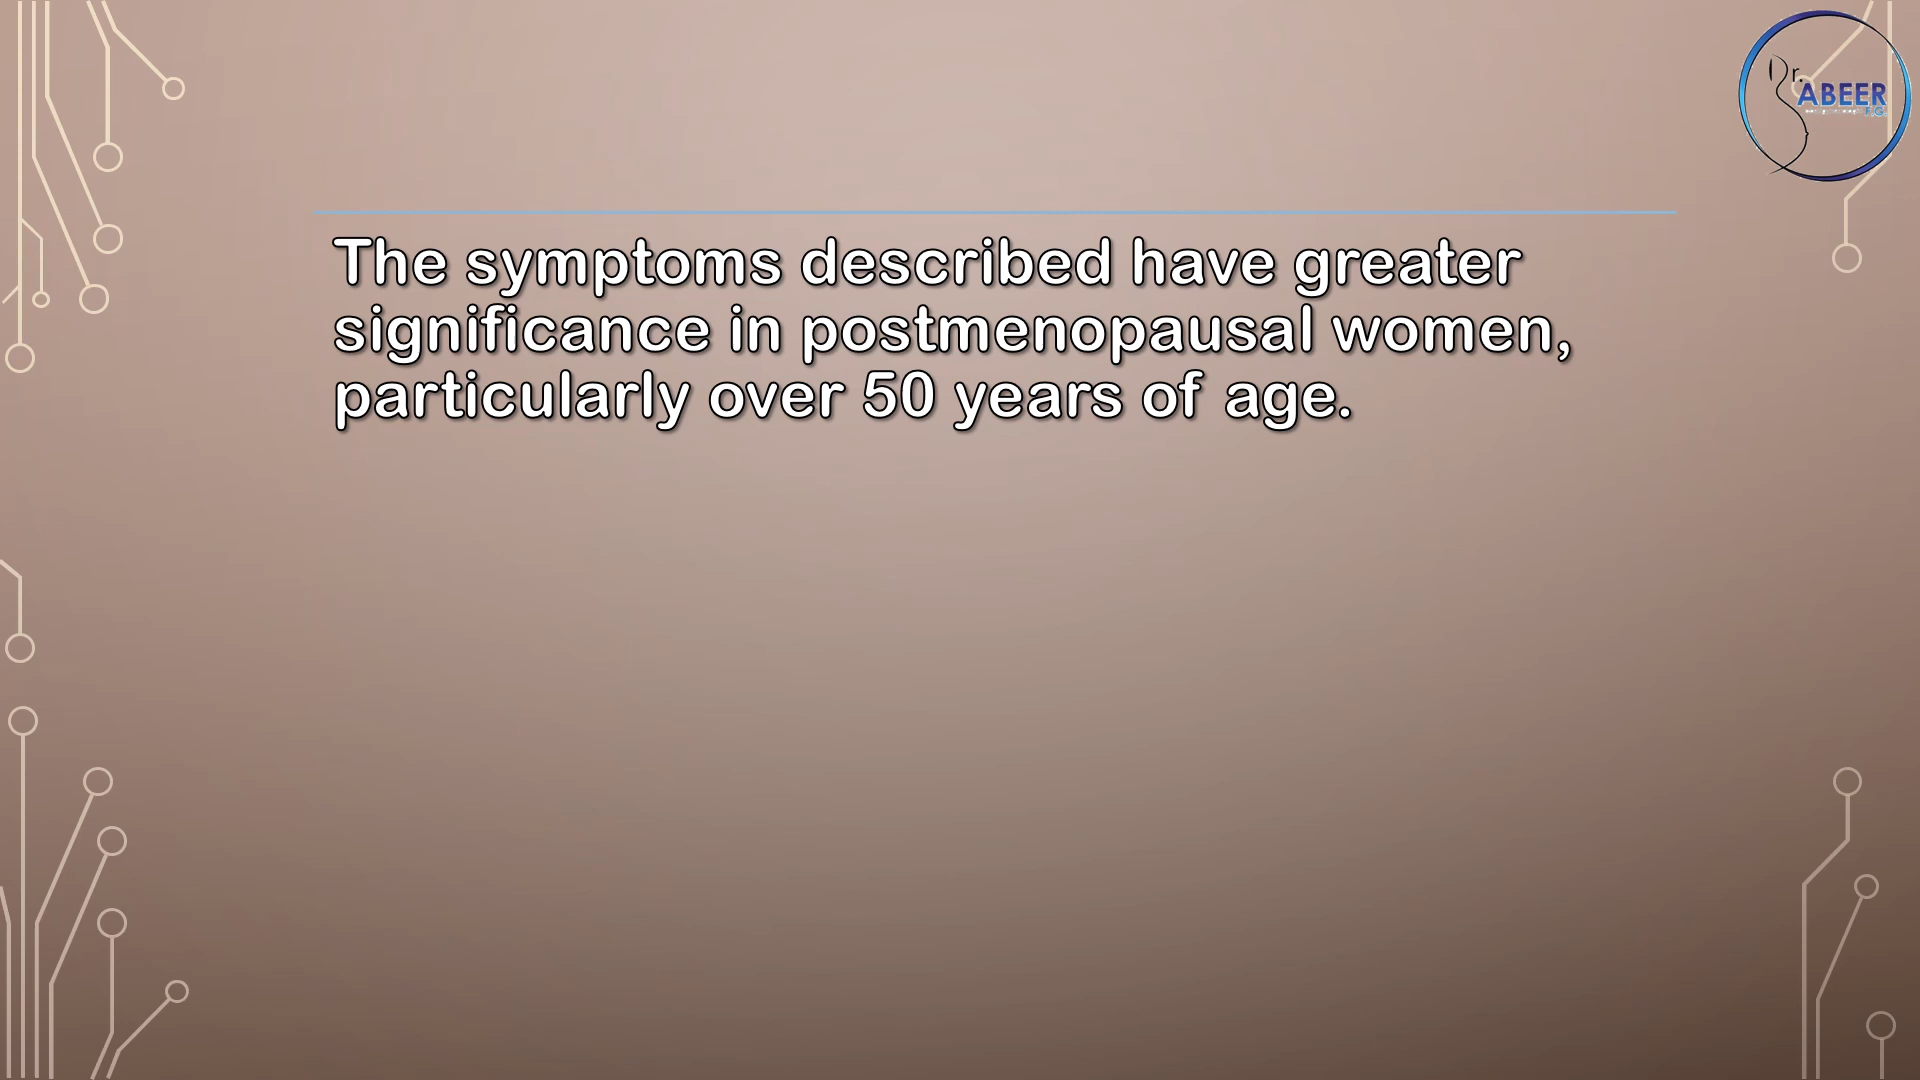 Dr.
ABEER
F.G.
The symptoms described have greater
significance in postmenopausal women,
particularly over 50 years of age.